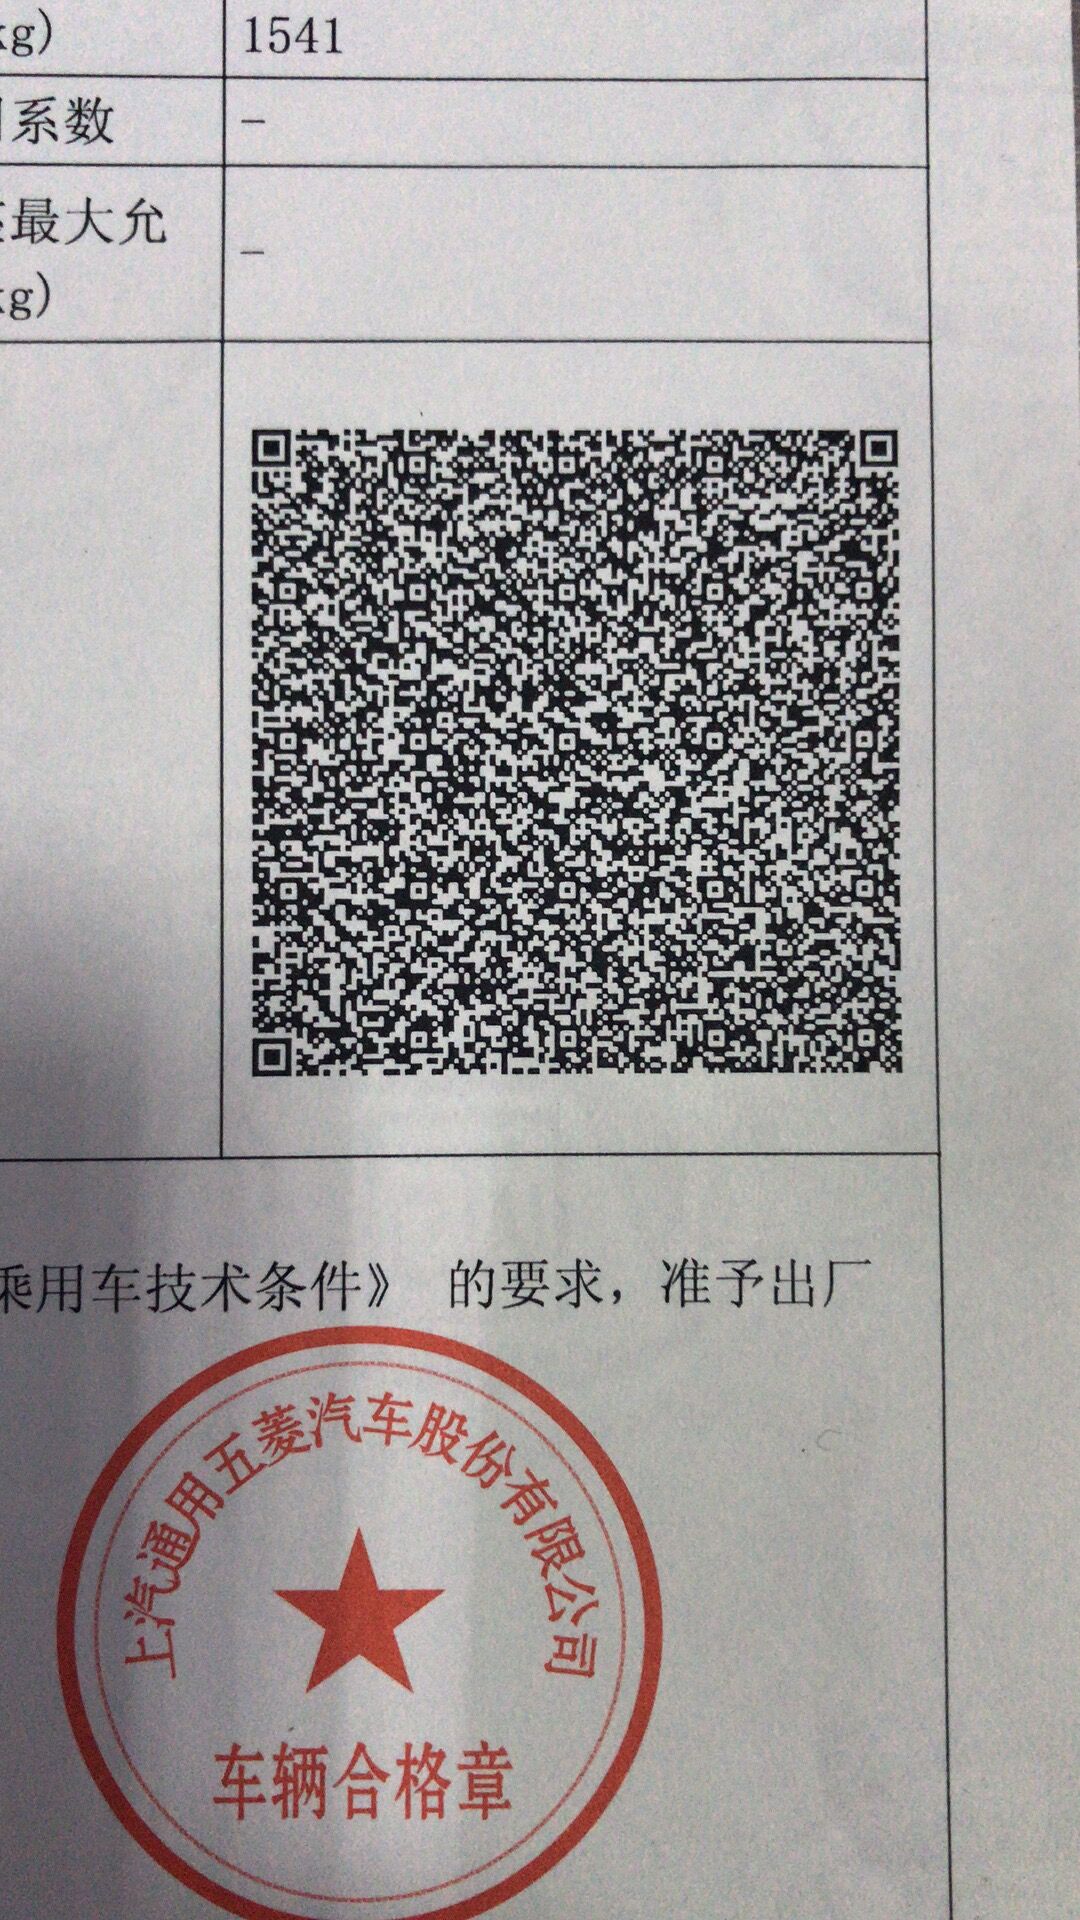 kg) 1541
系数 -
最大允
kg) -
乘用车技术条件》 的要求，准予出厂
上汽通用五菱汽车股份有限公司
车辆合格章